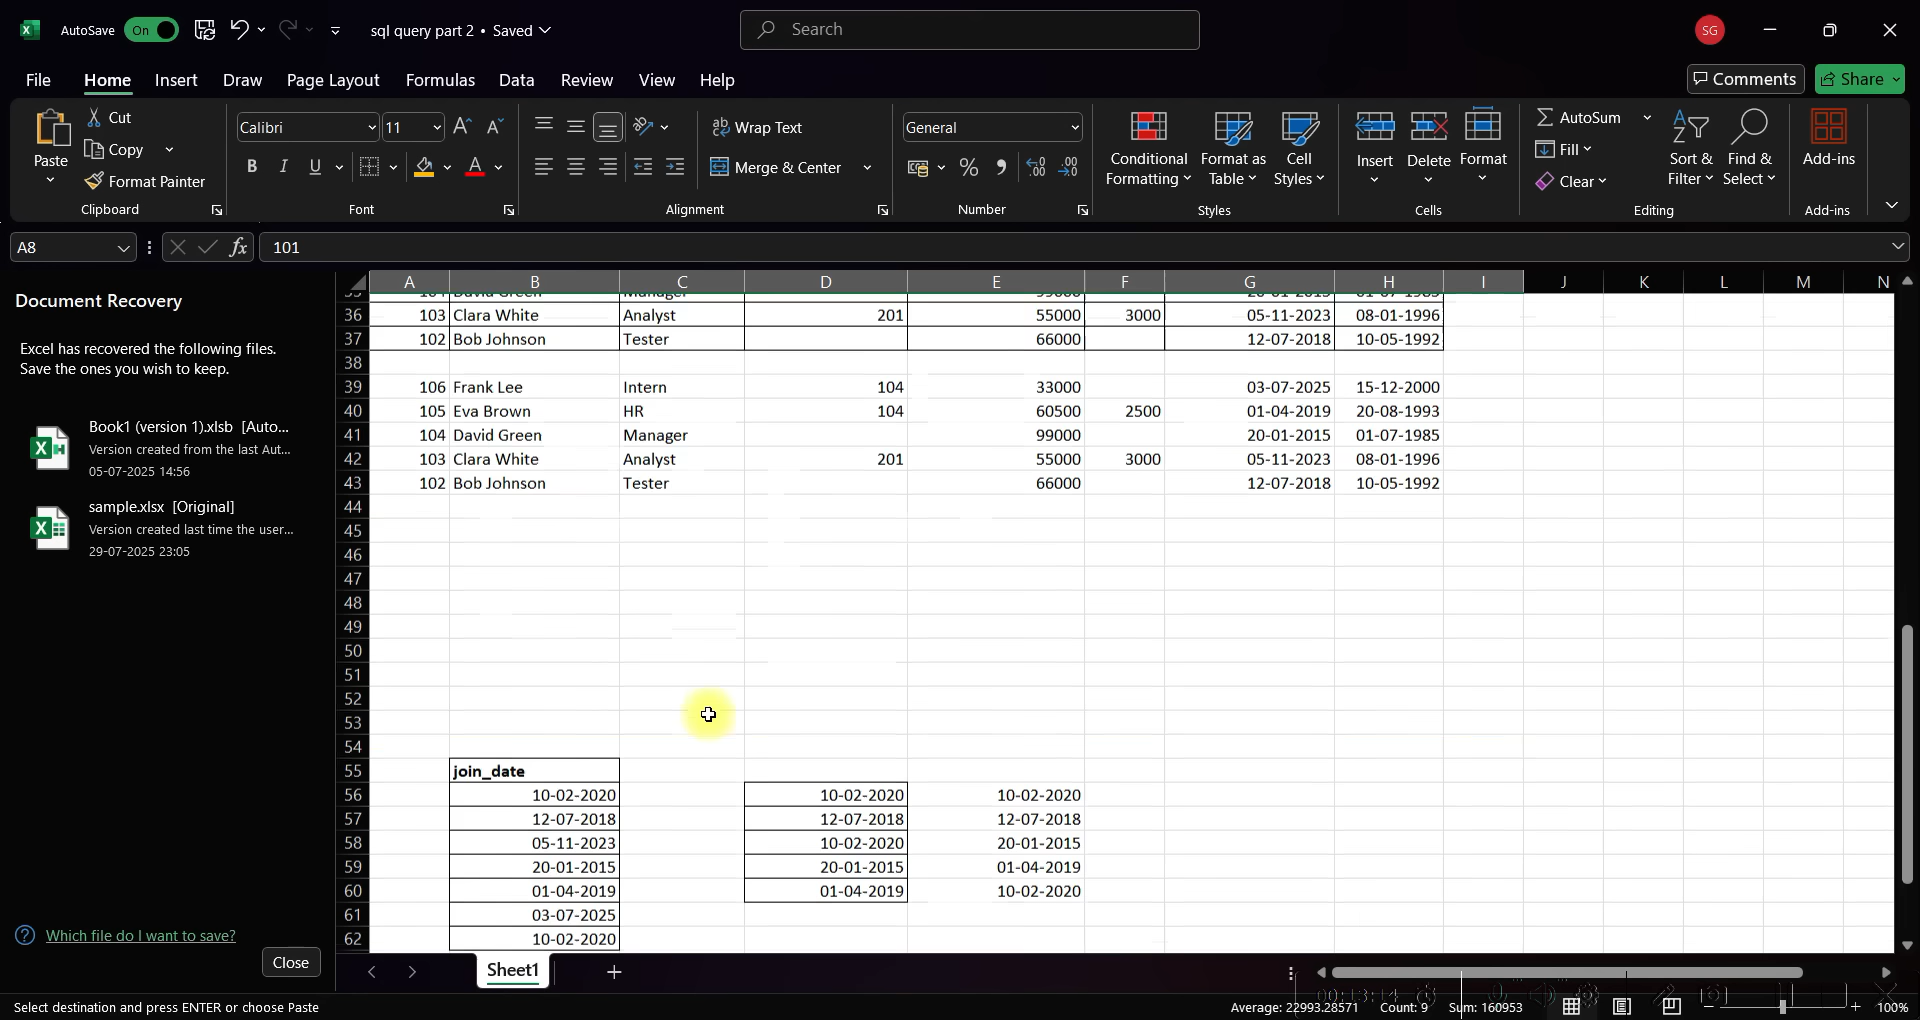 AutoSave On sql query part 2 • Saved Search SG
File Home Insert Draw Page Layout Formulas Data Review View Help Comments Share
Paste Cut Copy Format Painter Clipboard
Calibri 11 B I U A Font
Wrap Text Merge & Center Alignment
General % Number
Conditional Formatting Format as Table Cell Styles Styles
Insert Delete Format Cells
AutoSum Fill Clear Sort & Filter Find & Select Editing
Add-ins Add-ins
A8 fx 101
Document Recovery
Excel has recovered the following files.
Save the ones you wish to keep.
Book1 (version 1).xlsb [Auto...
Version created from the last Aut...
05-07-2025 14:56
sample.xlsx [Original]
Version created last time the user...
29-07-2025 23:05
Which file do I want to save?
Close
A B C D E F G H I J K L M N
36 103 Clara White Analyst 201 55000 3000 05-11-2023 08-01-1996
37 102 Bob Johnson Tester 66000 12-07-2018 10-05-1992
38
39 106 Frank Lee Intern 104 33000 03-07-2025 15-12-2000
40 105 Eva Brown HR 104 60500 2500 01-04-2019 20-08-1993
41 104 David Green Manager 99000 20-01-2015 01-07-1985
42 103 Clara White Analyst 201 55000 3000 05-11-2023 08-01-1996
43 102 Bob Johnson Tester 66000 12-07-2018 10-05-1992
44
45
46
47
48
49
50
51
52
53
54
55 join_date
56 10-02-2020 10-02-2020 10-02-2020
57 12-07-2018 12-07-2018 12-07-2018
58 05-11-2023 10-02-2020 20-01-2015
59 20-01-2015 20-01-2015 01-04-2019
60 01-04-2019 01-04-2019 10-02-2020
61 03-07-2025
62 10-02-2020
Sheet1
Select destination and press ENTER or choose Paste Average: 22993.28571 Count: 9 Sum: 160953 100%